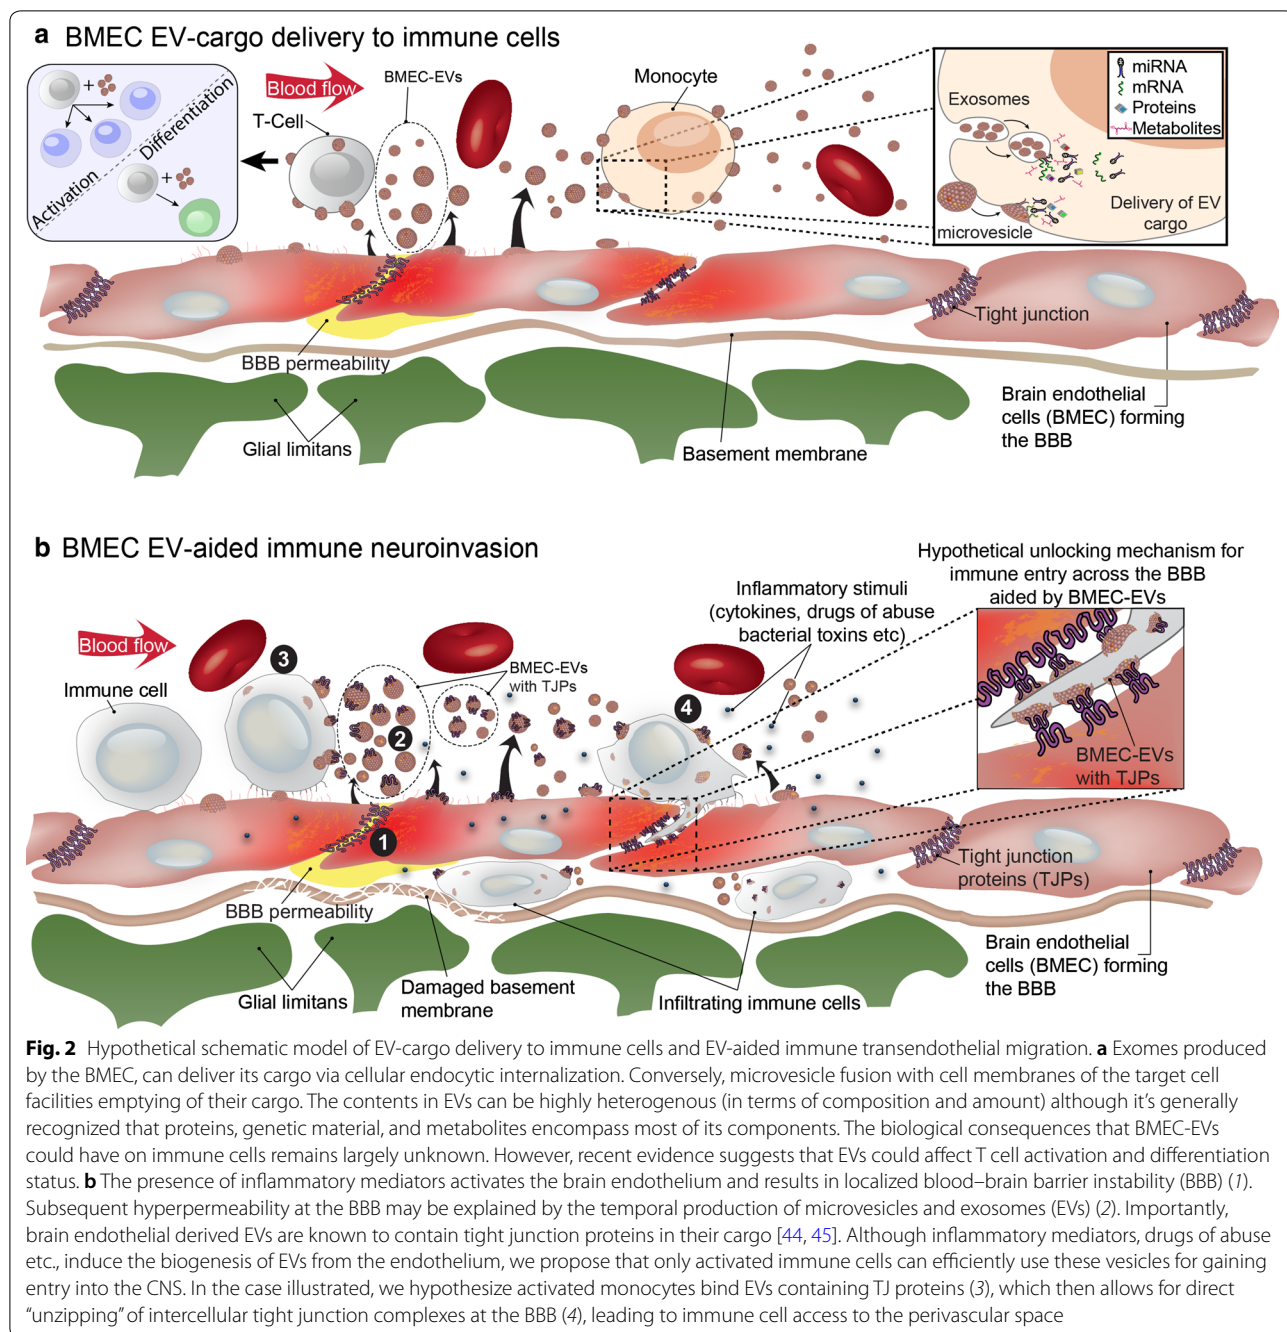 a BMEC EV-cargo delivery to immune cells
Blood flow
BMEC-EVs
T-Cell
Monocyte
Differentiation
Activation
Exosomes
miRNA
mRNA
Proteins
Metabolites
microvesicle
Delivery of EV
cargo
Tight junction
BBB permeability
Glial limitans
Basement membrane
Brain endothelial
cells (BMEC) forming
the BBB
b BMEC EV-aided immune neuroinvasion
Hypothetical unlocking mechanism for
immune entry across the BBB
aided by BMEC-EVs
Inflammatory stimuli
(cytokines, drugs of abuse
bacterial toxins etc)
Blood flow
Immune cell
3
BMEC-EVs
with TJPs
4
2
BMEC-EVs
with TJPs
1
Tight junction
proteins (TJPs)
BBB permeability
Glial limitans
Damaged basement
membrane
Infiltrating immune cells
Brain endothelial
cells (BMEC) forming
the BBB
Fig. 2 Hypothetical schematic model of EV-cargo delivery to immune cells and EV-aided immune transendothelial migration. a Exomes produced
by the BMEC, can deliver its cargo via cellular endocytic internalization. Conversely, microvesicle fusion with cell membranes of the target cell
facilities emptying of their cargo. The contents in EVs can be highly heterogenous (in terms of composition and amount) although it's generally
recognized that proteins, genetic material, and metabolites encompass most of its components. The biological consequences that BMEC-EVs
could have on immune cells remains largely unknown. However, recent evidence suggests that EVs could affect T cell activation and differentiation
status. b The presence of inflammatory mediators activates the brain endothelium and results in localized blood–brain barrier instability (BBB) (1).
Subsequent hyperpermeability at the BBB may be explained by the temporal production of microvesicles and exosomes (EVs) (2). Importantly,
brain endothelial derived EVs are known to contain tight junction proteins in their cargo [44, 45]. Although inflammatory mediators, drugs of abuse
etc., induce the biogenesis of EVs from the endothelium, we propose that only activated immune cells can efficiently use these vesicles for gaining
entry into the CNS. In the case illustrated, we hypothesize activated monocytes bind EVs containing TJ proteins (3), which then allows for direct
"unzipping" of intercellular tight junction complexes at the BBB (4), leading to immune cell access to the perivascular space